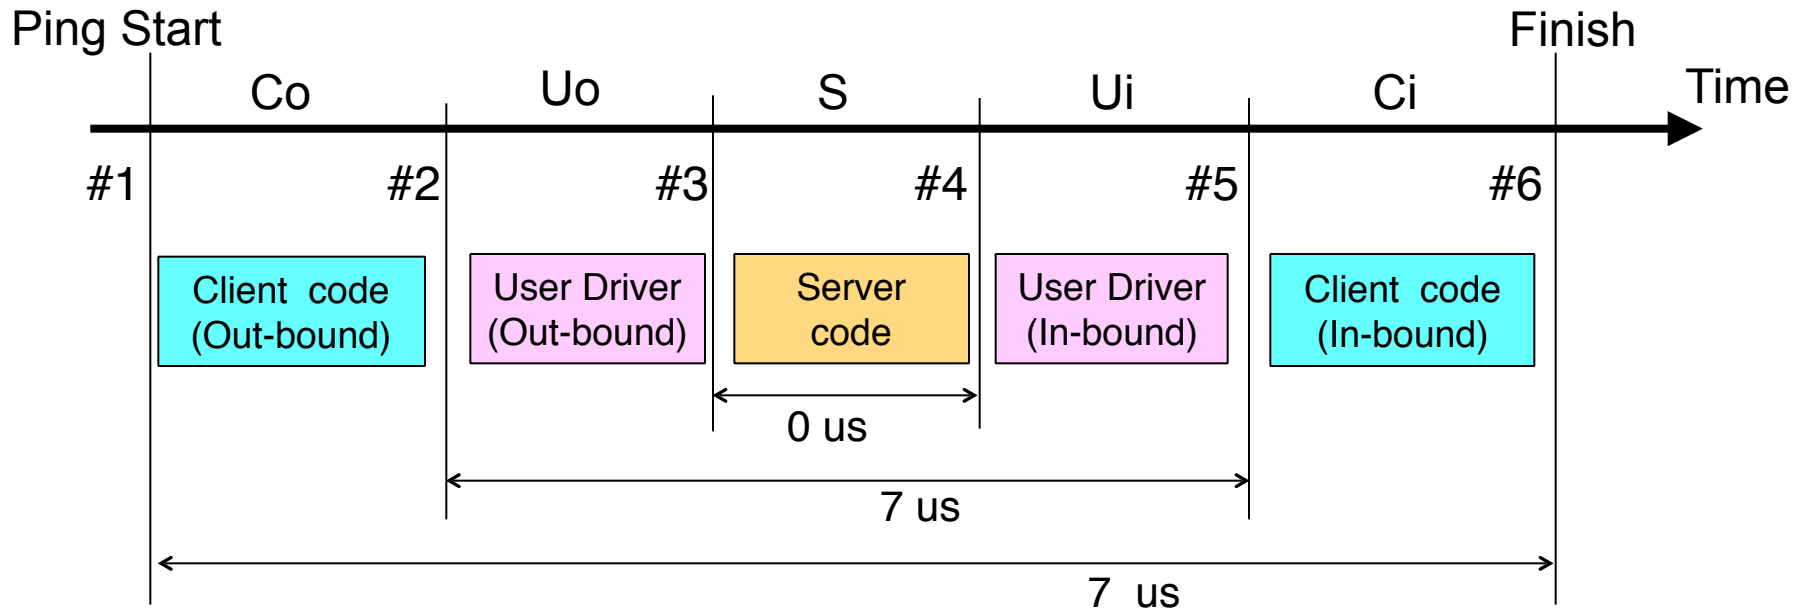 Ping Start
Finish
Time
Co
Uo
S
Ui
Ci
#1
#2
#3
#4
#5
#6
Client code
(Out-bound)
User Driver
(Out-bound)
Server
code
User Driver
(In-bound)
Client code
(In-bound)
0 us
7 us
7 us